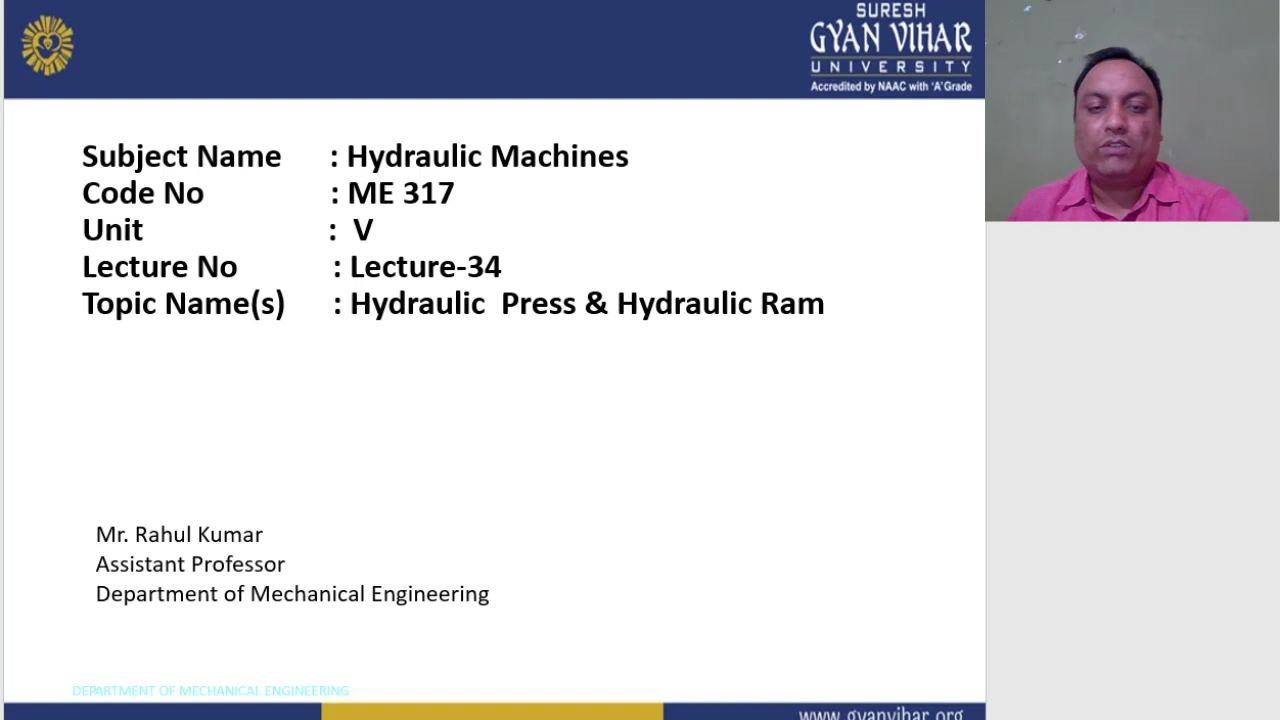 SURESH
GYAN VIHAR
UNIVERSITY
Accredited by NAAC with 'A' Grade
Subject Name : Hydraulic Machines
Code No : ME 317
Unit : V
Lecture No : Lecture-34
Topic Name(s) : Hydraulic Press & Hydraulic Ram
Mr. Rahul Kumar
Assistant Professor
Department of Mechanical Engineering
DEPARTMENT OF MECHANICAL ENGINEERING
www.gyanvihar.org